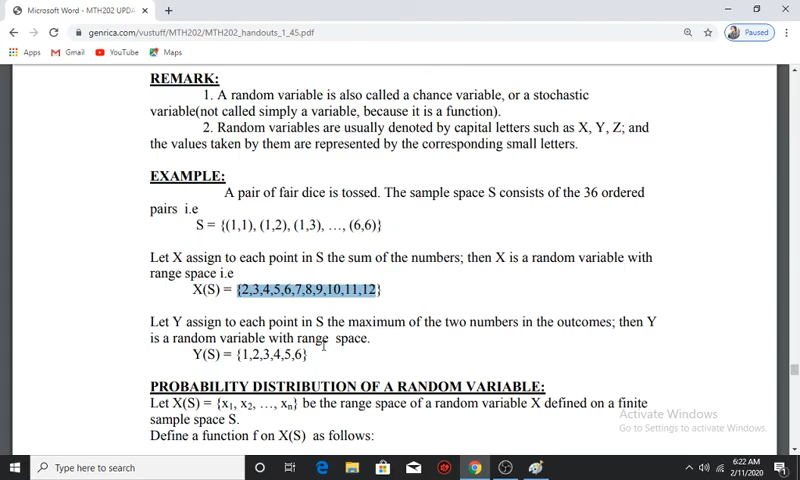 Microsoft Word - MTH202 UPDA
genrica.com/vustuff/MTH202/MTH202_handouts_1_45.pdf
Paused
Apps Gmail YouTube Maps
REMARK:
1. A random variable is also called a chance variable, or a stochastic
variable(not called simply a variable, because it is a function).
2. Random variables are usually denoted by capital letters such as X, Y, Z; and
the values taken by them are represented by the corresponding small letters.
EXAMPLE:
A pair of fair dice is tossed. The sample space S consists of the 36 ordered
pairs i.e
S = {(1,1), (1,2), (1,3), …, (6,6)}
Let X assign to each point in S the sum of the numbers; then X is a random variable with
range space i.e
X(S) = {2,3,4,5,6,7,8,9,10,11,12}
Let Y assign to each point in S the maximum of the two numbers in the outcomes; then Y
is a random variable with range space.
Y(S) = {1,2,3,4,5,6}
PROBABILITY DISTRIBUTION OF A RANDOM VARIABLE:
Let X(S) = {x₁, x₂, …, xₙ} be the range space of a random variable X defined on a finite
sample space S.
Define a function f on X(S) as follows:
Activate Windows
Go to Settings to activate Windows.
Type here to search
6:22 AM
2/11/2020